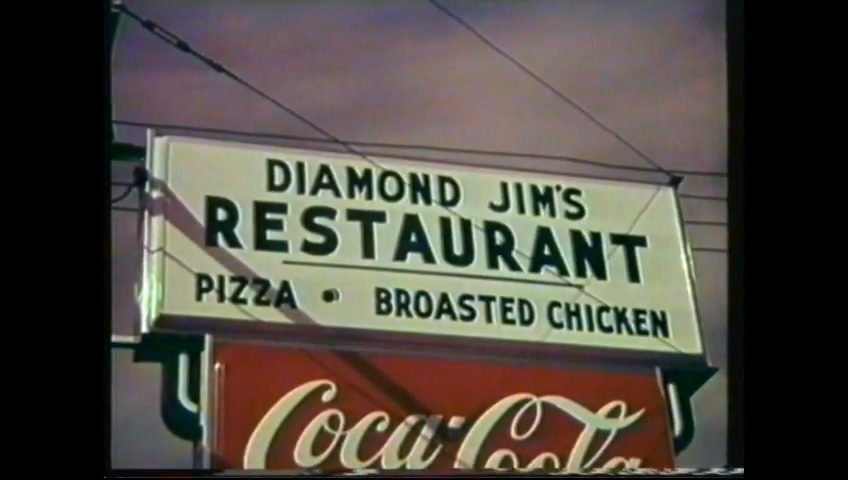 DIAMOND JIM'S
RESTAURANT
PIZZA • BROASTED CHICKEN
Coca-Cola